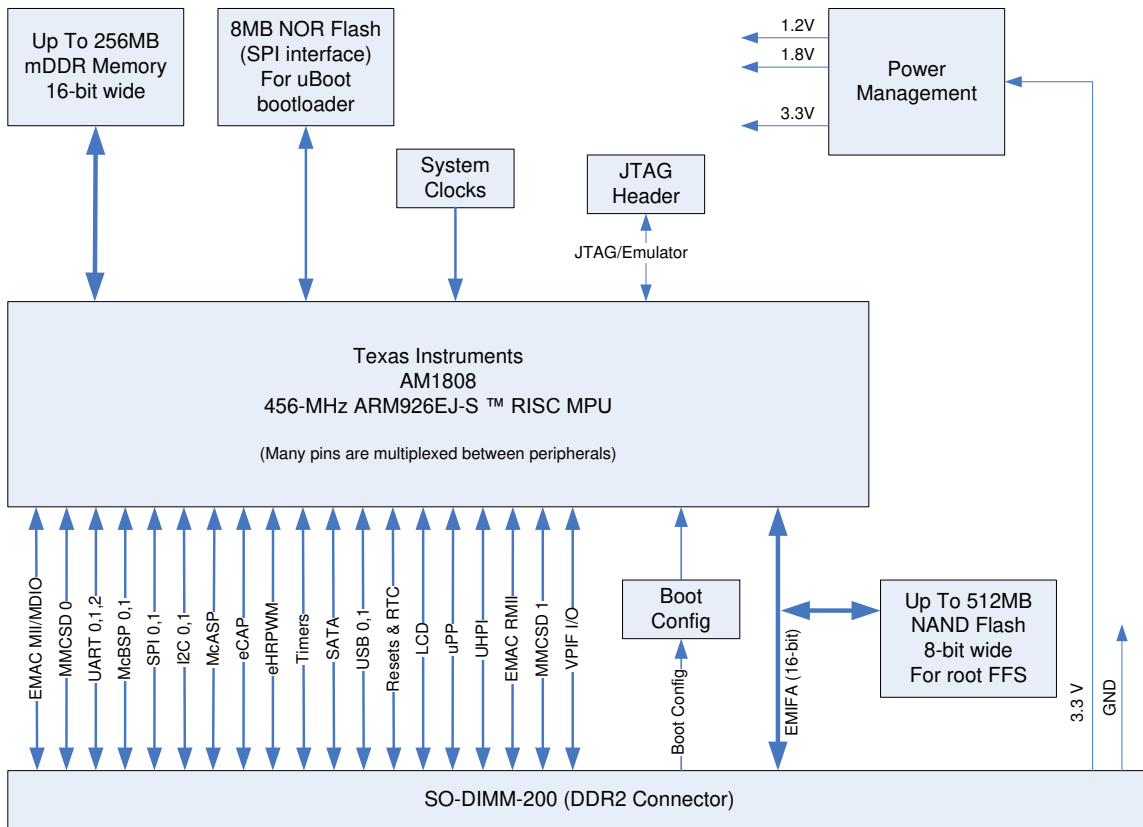 Up To 256MB
mDDR Memory
16-bit wide
8MB NOR Flash
(SPI interface)
For uBoot
bootloader
System
Clocks
JTAG
Header
JTAG/Emulator
1.2V
1.8V
3.3V
Power
Management
Texas Instruments
AM1808
456-MHz ARM926EJ-S ™ RISC MPU
(Many pins are multiplexed between peripherals)
EMAC MII/MDIO
MMCSD 0
UART 0,1,2
McBSP 0,1
SPI 0,1
I2C 0,1
McASP
eCAP
eHRPWM
Timers
SATA
USB 0,1
Resets & RTC
LCD
uPP
UHPI
EMAC RMII
MMCSD 1
VPIF I/O
Boot
Config
Boot Config
EMIFA (16-bit)
Up To 512MB
NAND Flash
8-bit wide
For root FFS
3.3 V
GND
SO-DIMM-200 (DDR2 Connector)